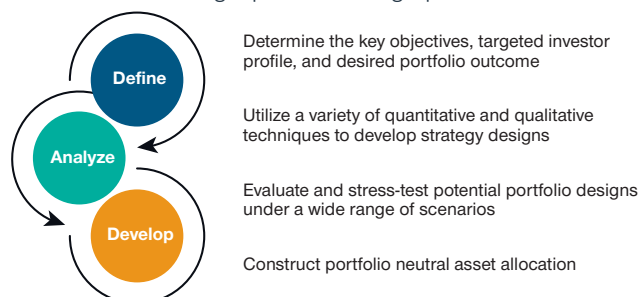 Define
Determine the key objectives, targeted investor
profile, and desired portfolio outcome
Utilize a variety of quantitative and qualitative
techniques to develop strategy designs
Analyze
Evaluate and stress-test potential portfolio designs
under a wide range of scenarios
Develop
Construct portfolio neutral asset allocation